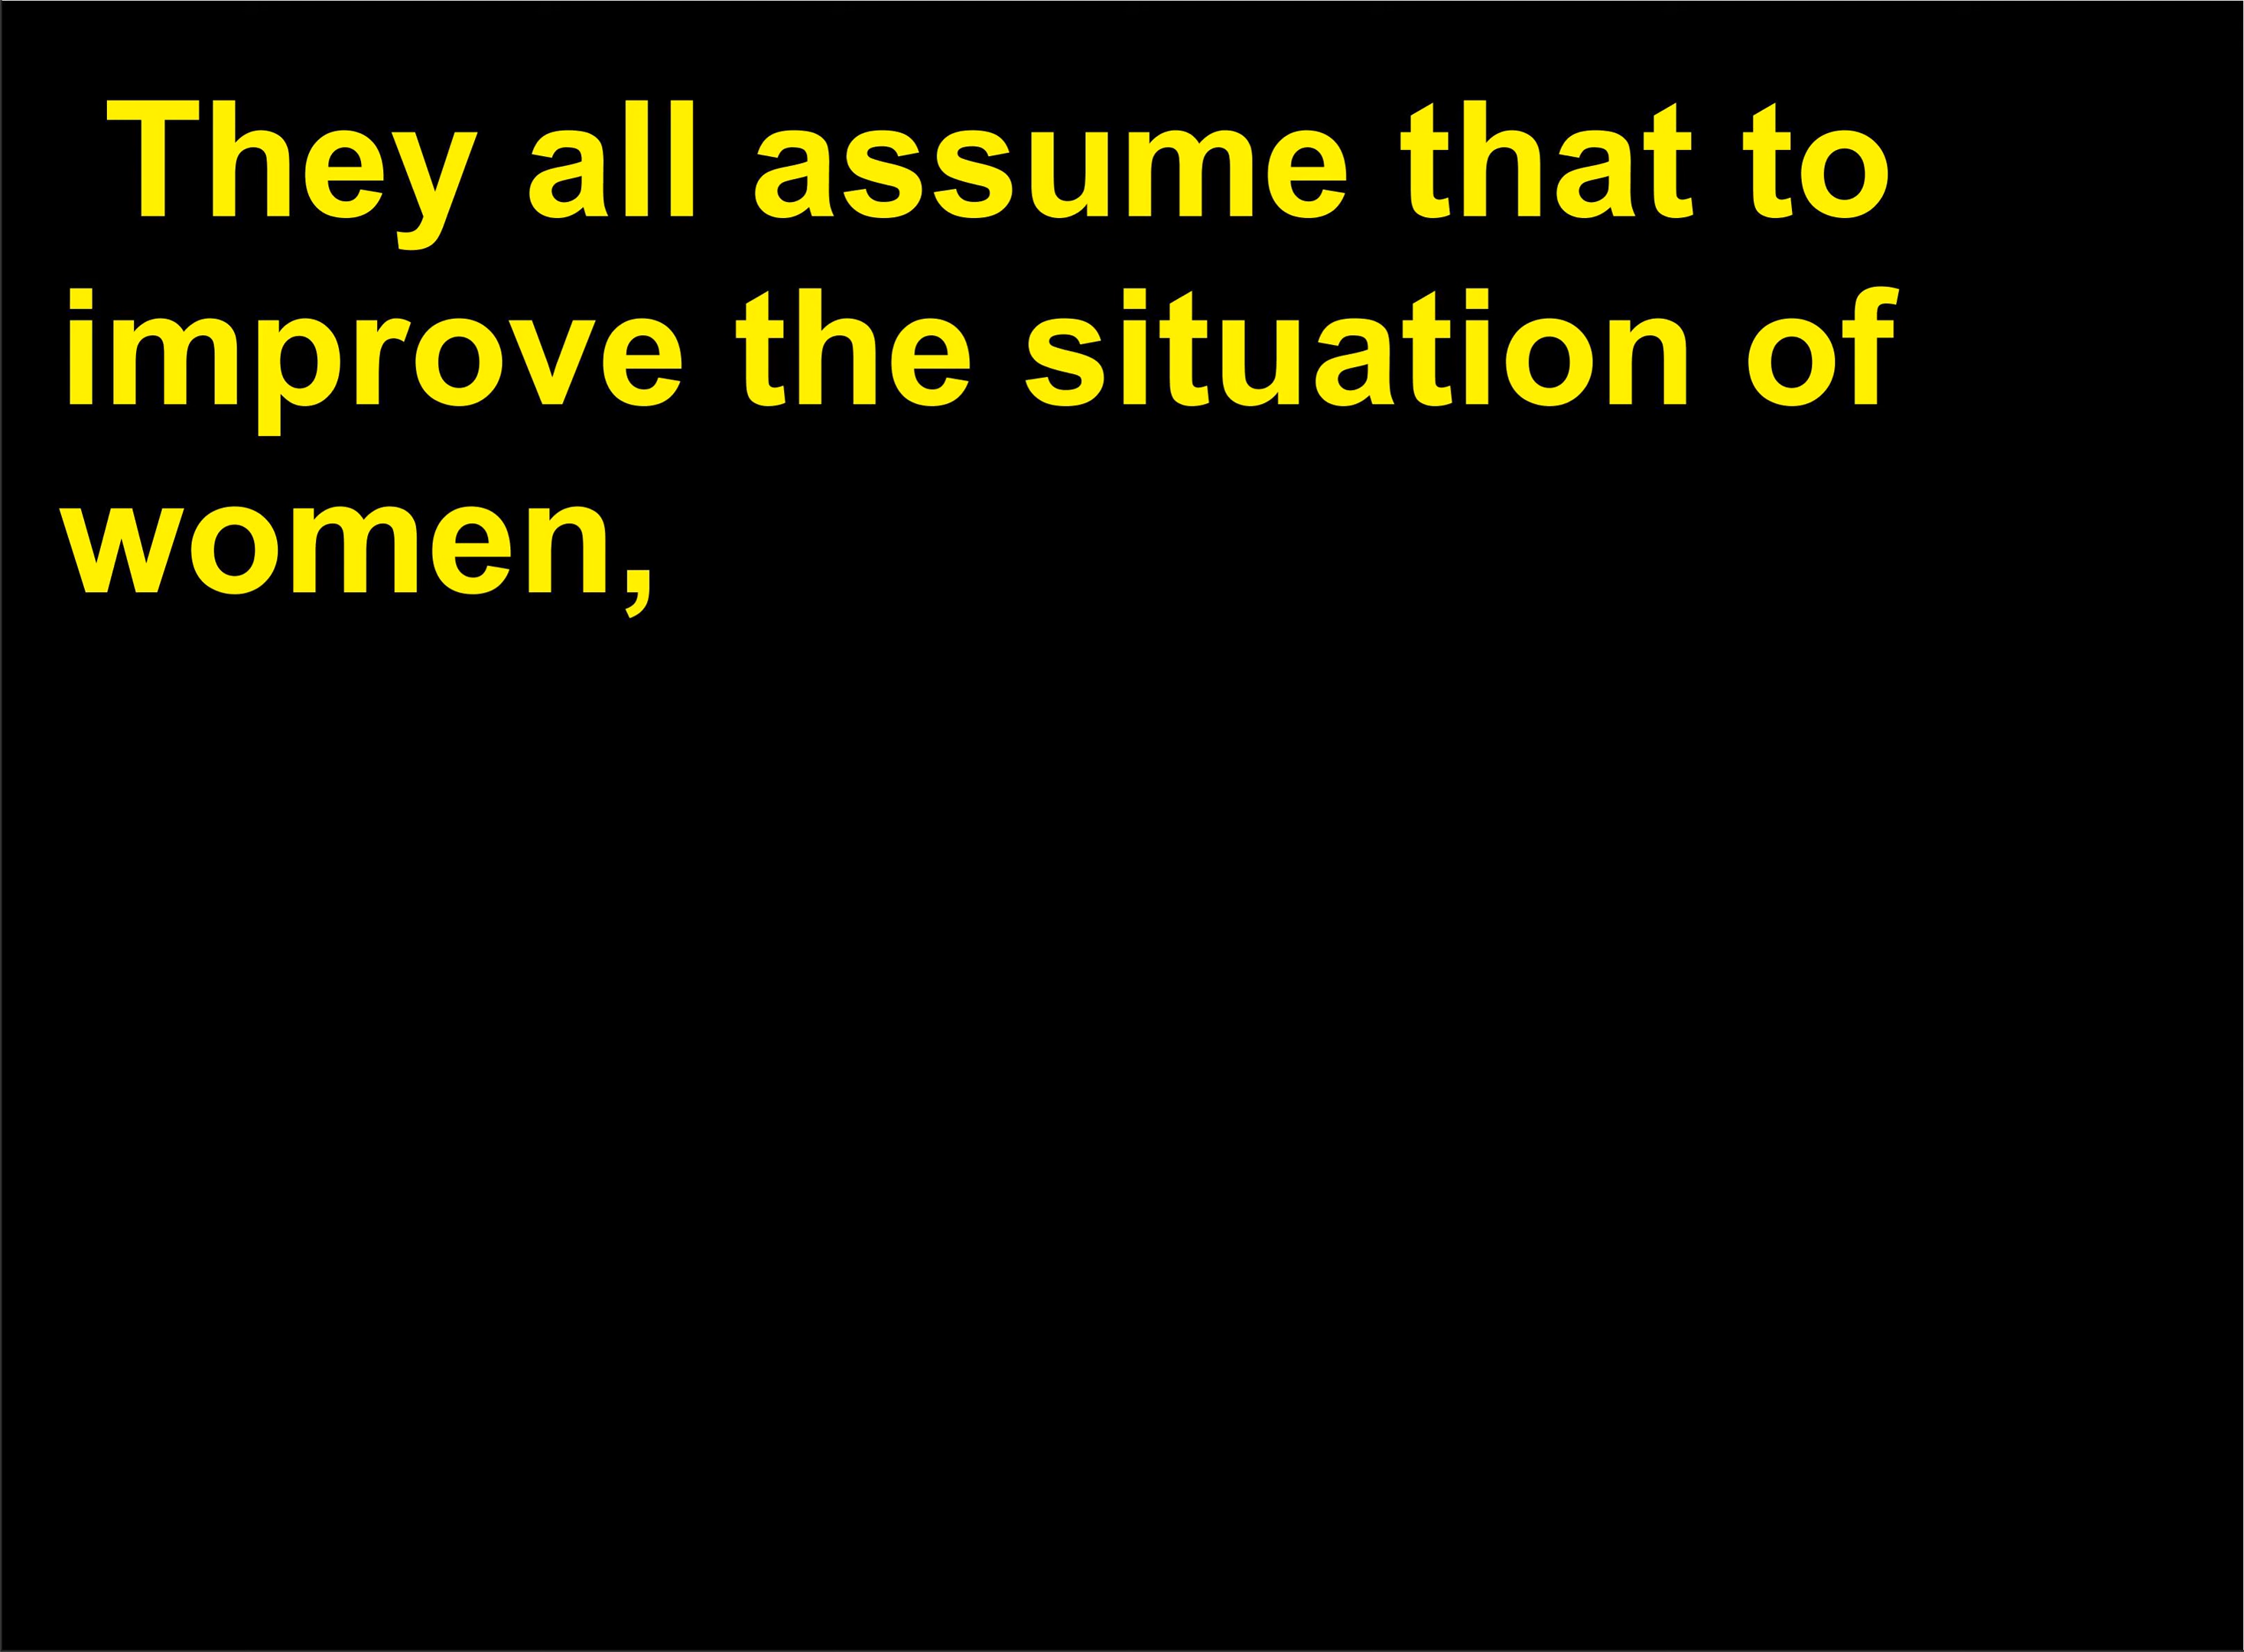 They all assume that to
improve the situation of
women,